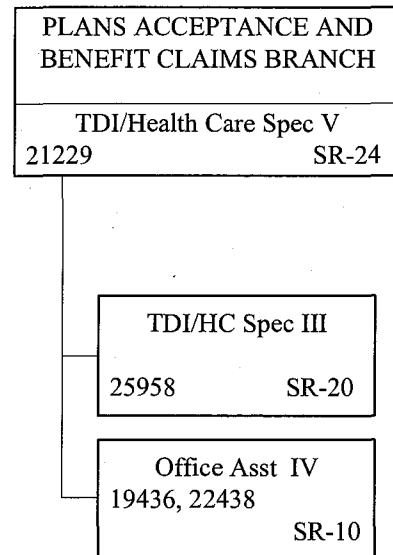 PLANS ACCEPTANCE AND
BENEFIT CLAIMS BRANCH
TDI/Health Care Spec V
21229 SR-24
TDI/HC Spec III
25958 SR-20
Office Asst IV
19436, 22438
SR-10